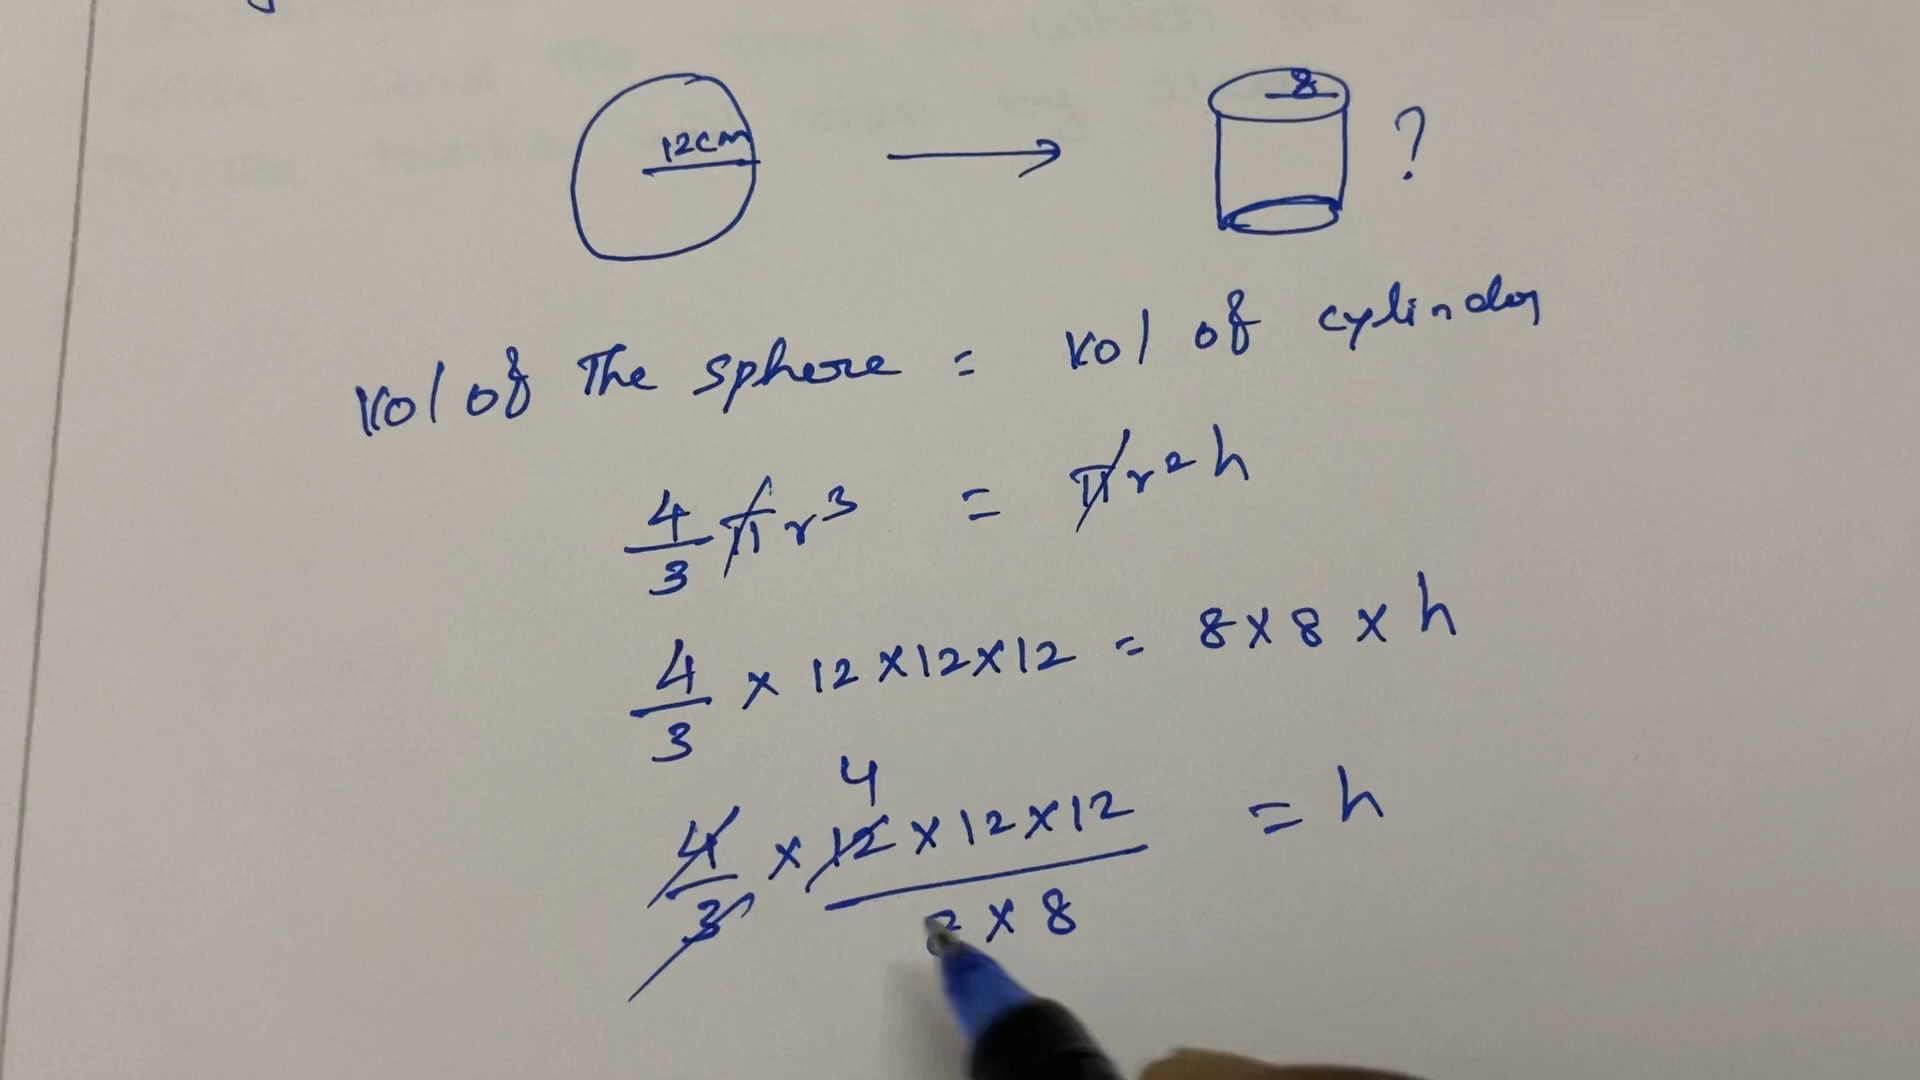 12cm
8
?
Vol of The sphere = Vol of cylinder
4/3 πr³ = πr²h
4/3 × 12 × 12 × 12 = 8 × 8 × h
4
4/3 × 12 × 12 × 12 / 8 × 8 = h